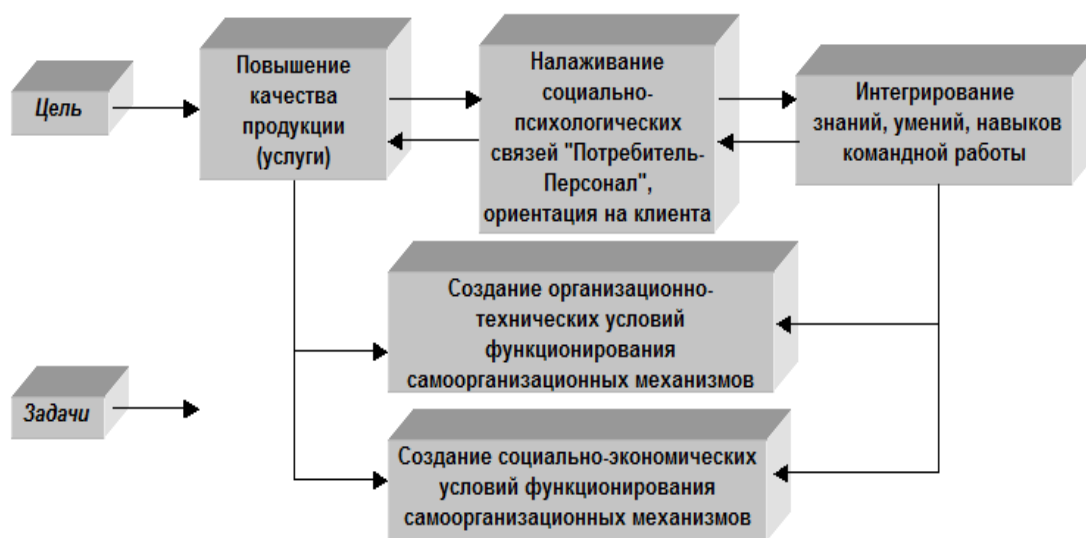 Цель
Повышение
качества
продукции
(услуги)
Налаживание
социально-
психологических
связей "Потребитель-
Персонал",
ориентация на клиента
Интегрирование
знаний, умений, навыков
командной работы
Создание организационно-
технических условий
функционирования
самоорганизационных механизмов
Задачи
Создание социально-экономических
условий функционирования
самоорганизационных механизмов